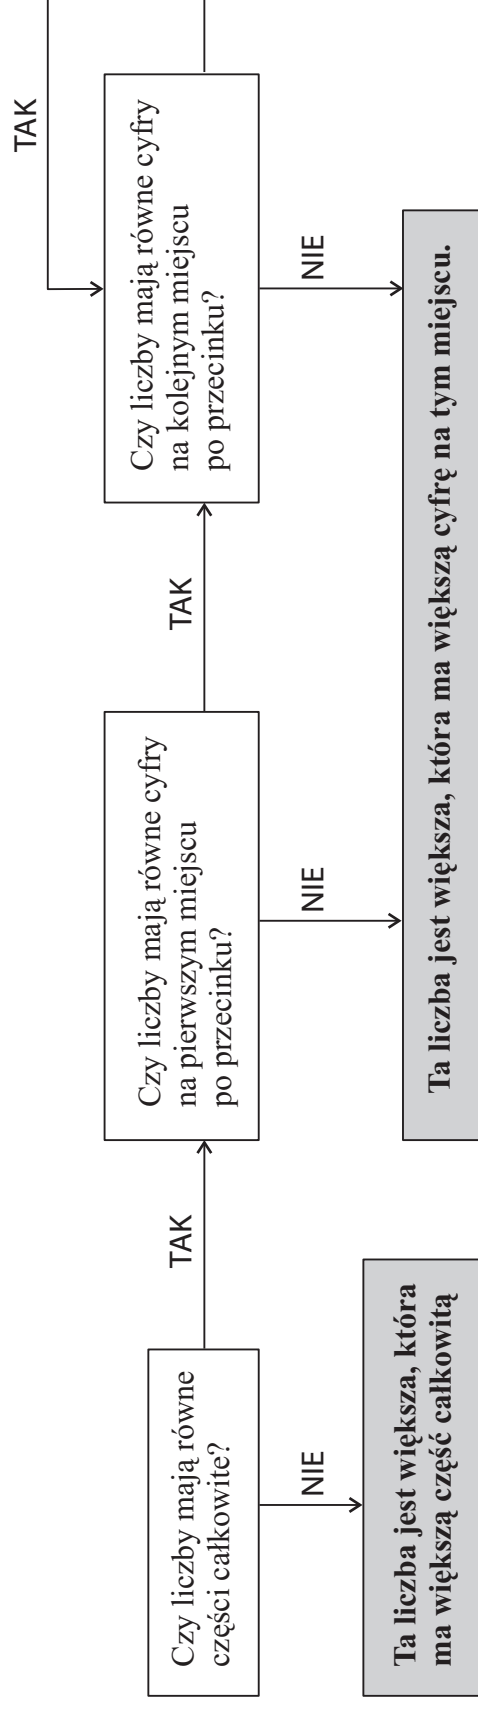 Czy liczby mają równe
części całkowite?
NIE
Ta liczba jest większa, która
ma większą część całkowitą
TAK
Czy liczby mają równe cyfry
na pierwszym miejscu
po przecinku?
NIE
TAK
Czy liczby mają równe cyfry
na kolejnym miejscu
po przecinku?
NIE
TAK
Ta liczba jest większa, która ma większą cyfrę na tym miejscu.